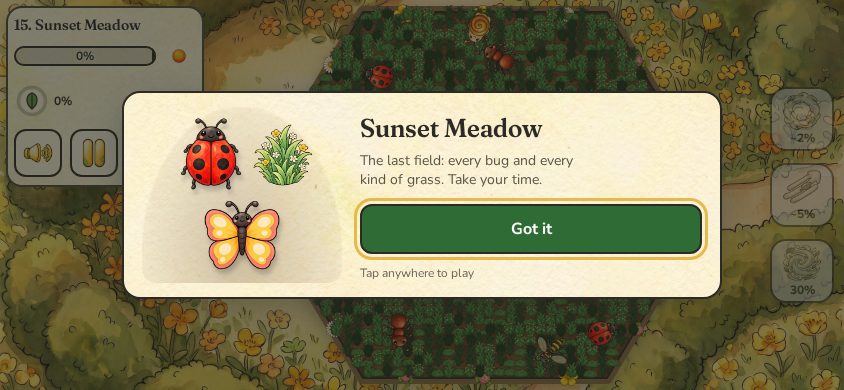 15. Sunset Meadow
0%
0%
Sunset Meadow
The last field: every bug and every
kind of grass. Take your time.
Got it
Tap anywhere to play
-2%
-5%
30%